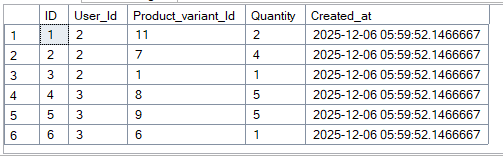 ID User_Id Product_variant_Id Quantity Created_at
1 1 2 11 2 2025-12-06 05:59:52.1466667
2 2 2 7 4 2025-12-06 05:59:52.1466667
3 3 2 1 1 2025-12-06 05:59:52.1466667
4 4 3 8 5 2025-12-06 05:59:52.1466667
5 5 3 9 5 2025-12-06 05:59:52.1466667
6 6 3 6 1 2025-12-06 05:59:52.1466667